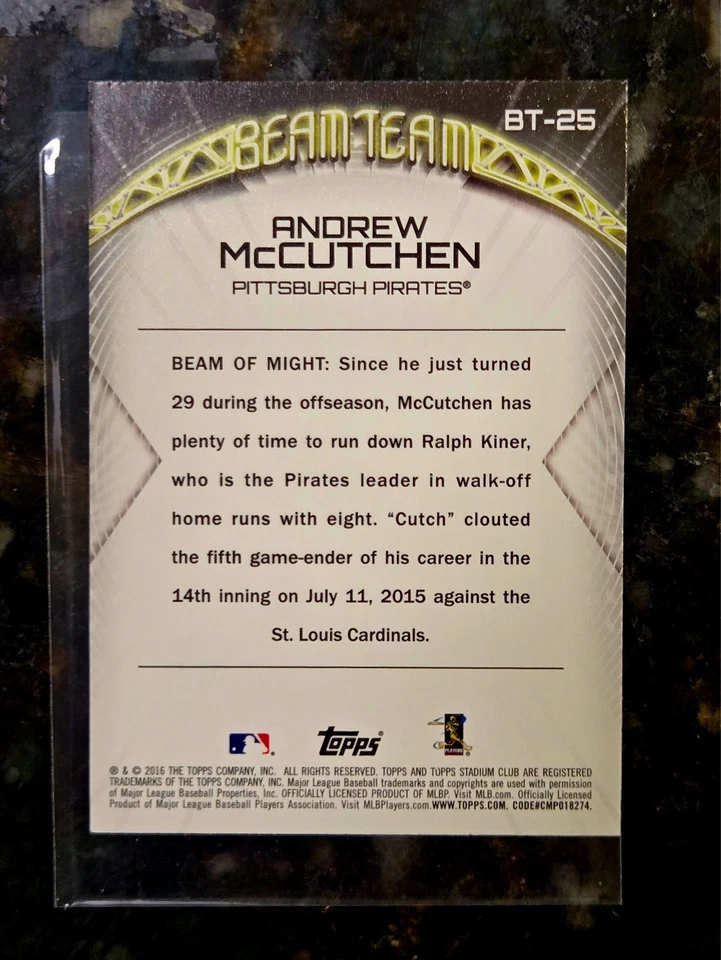 BEAM TEAM
BT-25
ANDREW
McCUTCHEN
PITTSBURGH PIRATES®
BEAM OF MIGHT: Since he just turned
29 during the offseason, McCutchen has
plenty of time to run down Ralph Kiner,
who is the Pirates leader in walk-off
home runs with eight. “Cutch” clouted
the fifth game-ender of his career in the
14th inning on July 11, 2015 against the
St. Louis Cardinals.
Topps®
PLAYERS
® & © 2016 THE TOPPS COMPANY, INC. ALL RIGHTS RESERVED. TOPPS AND TOPPS STADIUM CLUB ARE REGISTERED
TRADEMARKS OF THE TOPPS COMPANY, INC. Major League Baseball trademarks and copyrights are used with permission
of Major League Baseball Properties, Inc. OFFICIALLY LICENSED PRODUCT OF MLBP. Visit MLB.com. Officially Licensed
Product of Major League Baseball Players Association. Visit MLBPlayers.com.WWW.TOPPS.COM. CODE#CMP018274.